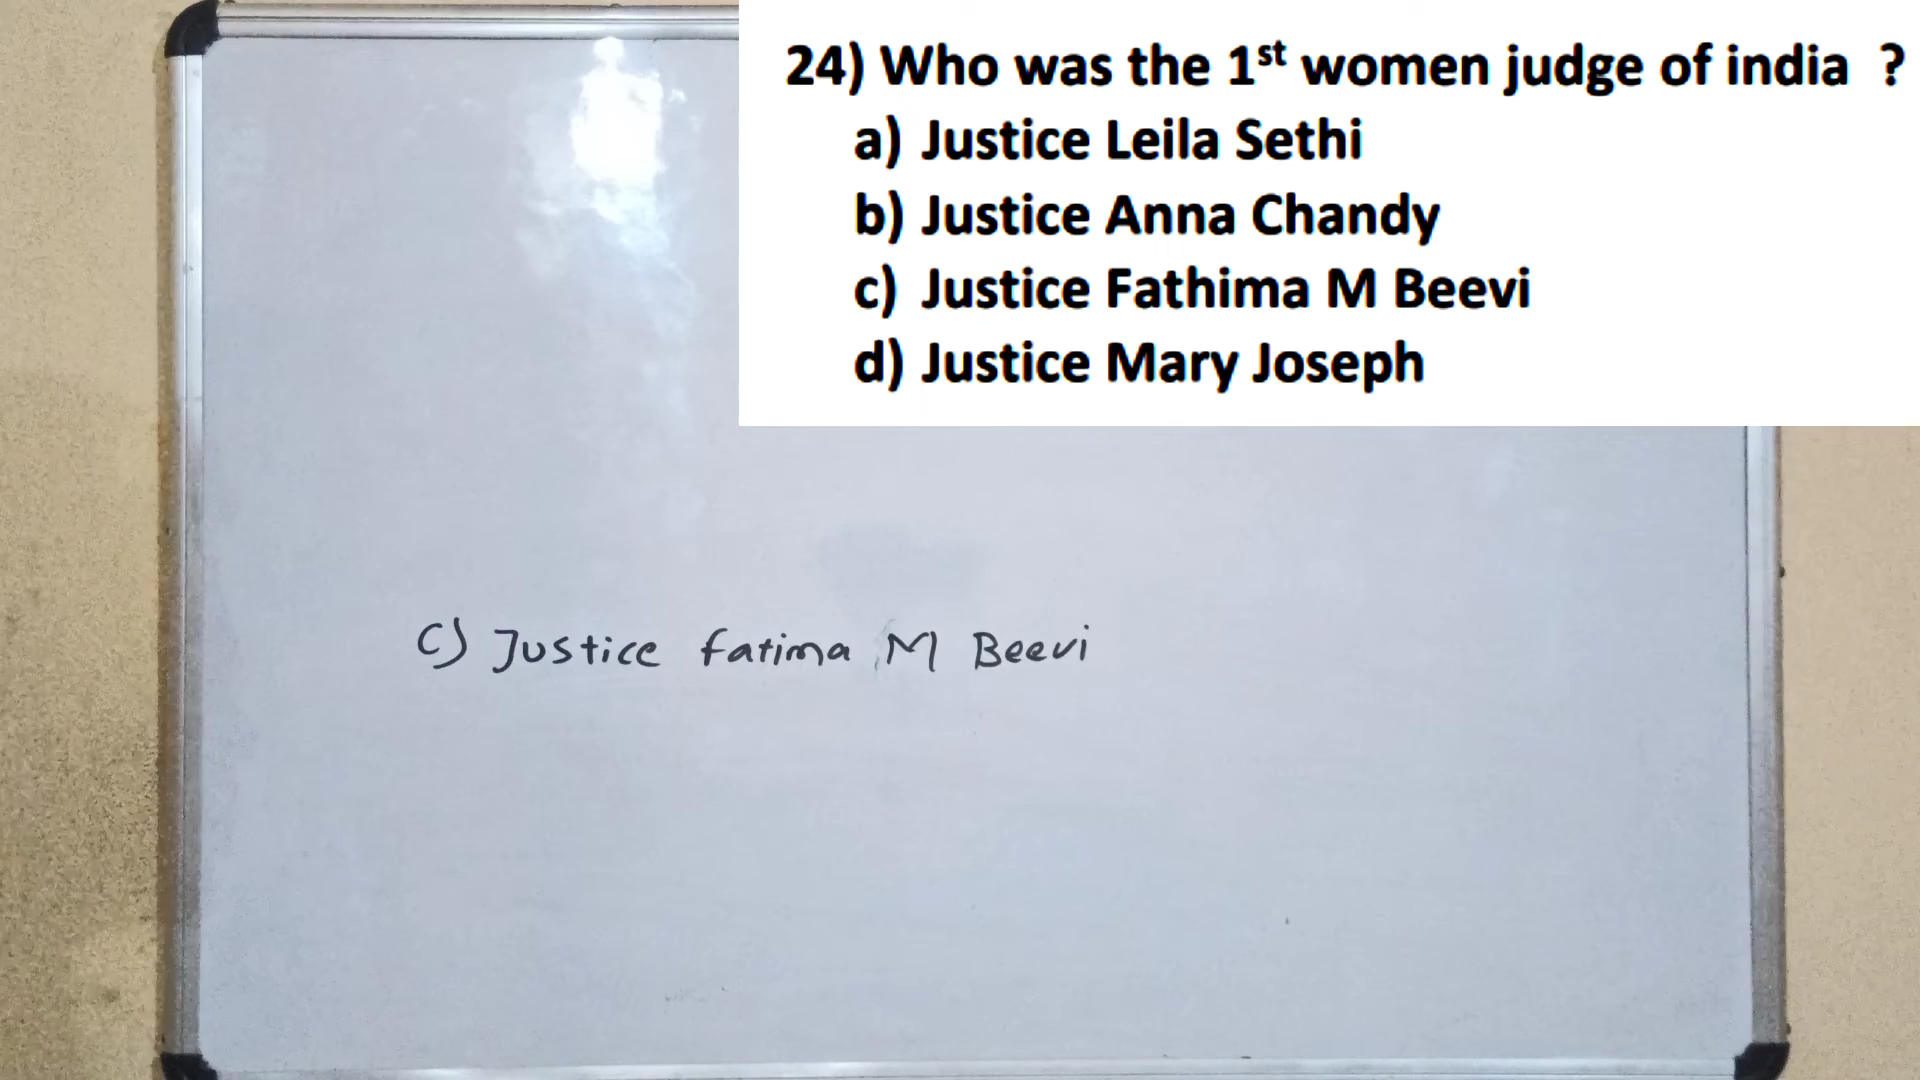 24) Who was the 1st women judge of india ?
a) Justice Leila Sethi
b) Justice Anna Chandy
c) Justice Fathima M Beevi
d) Justice Mary Joseph
C) Justice fatima M Beevi